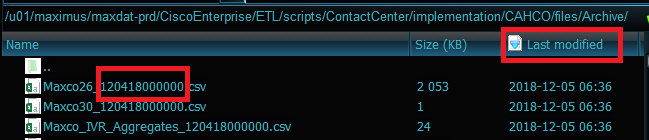 /u01/maximus/maxdat-prd/CiscoEnterprise/ETL/scripts/ContactCenter/implementation/CAHCO/files/Archive/
Name Size (KB) Last modified
..
Maxco26_120418000000.csv 2 053 2018-12-05 06:36
Maxco30_120418000000.csv 1 2018-12-05 06:36
Maxco_IVR_Aggregates_120418000000.csv 24 2018-12-05 06:36